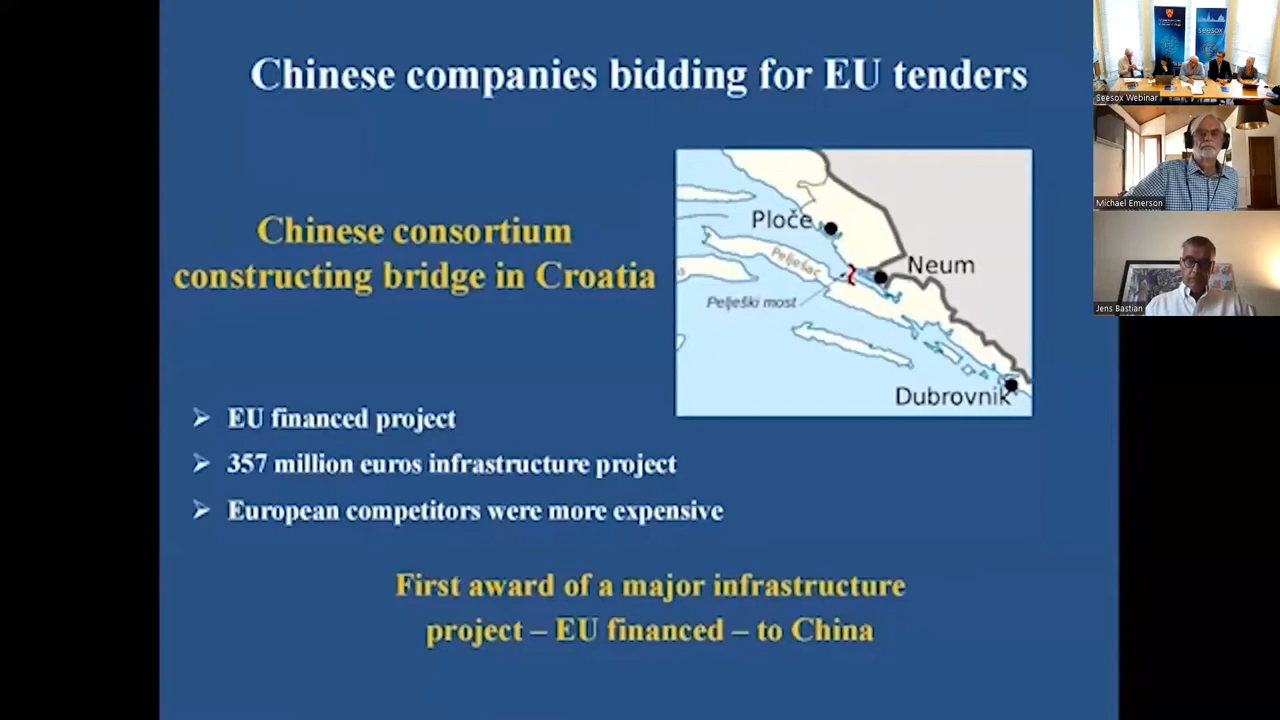 Chinese companies bidding for EU tenders
Chinese consortium
constructing bridge in Croatia
Ploče
Neum
Pelješac
Pelješki most
Dubrovnik
➢ EU financed project
➢ 357 million euros infrastructure project
➢ European competitors were more expensive
First award of a major infrastructure
project – EU financed – to China
seesox
Seesox Webinar
Michael Emerson
Jens Bastian